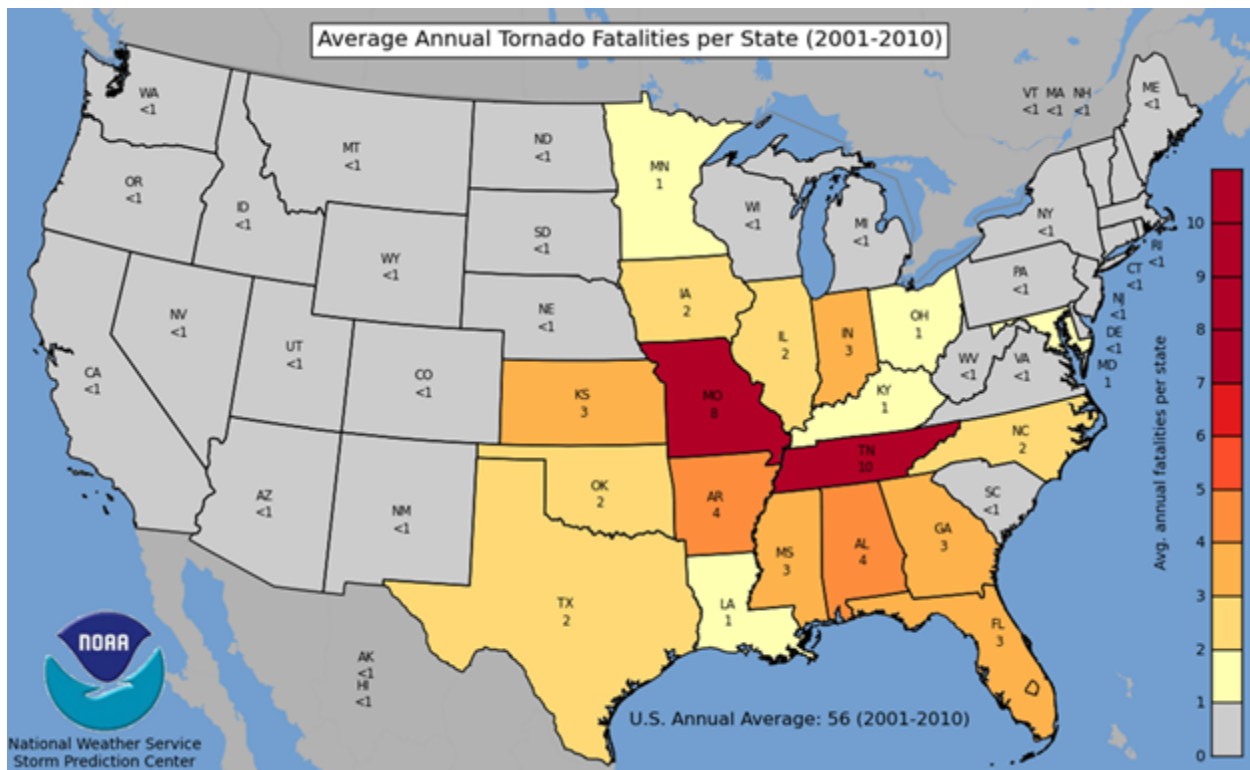 Average Annual Tornado Fatalities per State (2001-2010)
WA
<1
OR
<1
CA
<1
NV
<1
ID
<1
MT
<1
WY
<1
UT
<1
AZ
<1
CO
<1
NM
<1
ND
<1
SD
<1
NE
<1
KS
3
OK
2
TX
2
MN
1
IA
2
MO
8
AR
4
LA
1
WI
<1
IL
2
MI
<1
IN
3
OH
1
KY
1
TN
10
MS
3
AL
4
GA
3
FL
3
SC
<1
NC
2
VA
<1
WV
<1
PA
<1
NY
<1
VT MA NH
<1 <1 <1
ME
<1
RI
<1
CT
<1
NJ
<1
DE
<1
MD
1
AK
<1
HI
<1
U.S. Annual Average: 56 (2001-2010)
NOAA
National Weather Service
Storm Prediction Center
Avg. annual fatalities per state
10
9
8
7
6
5
4
3
2
1
0